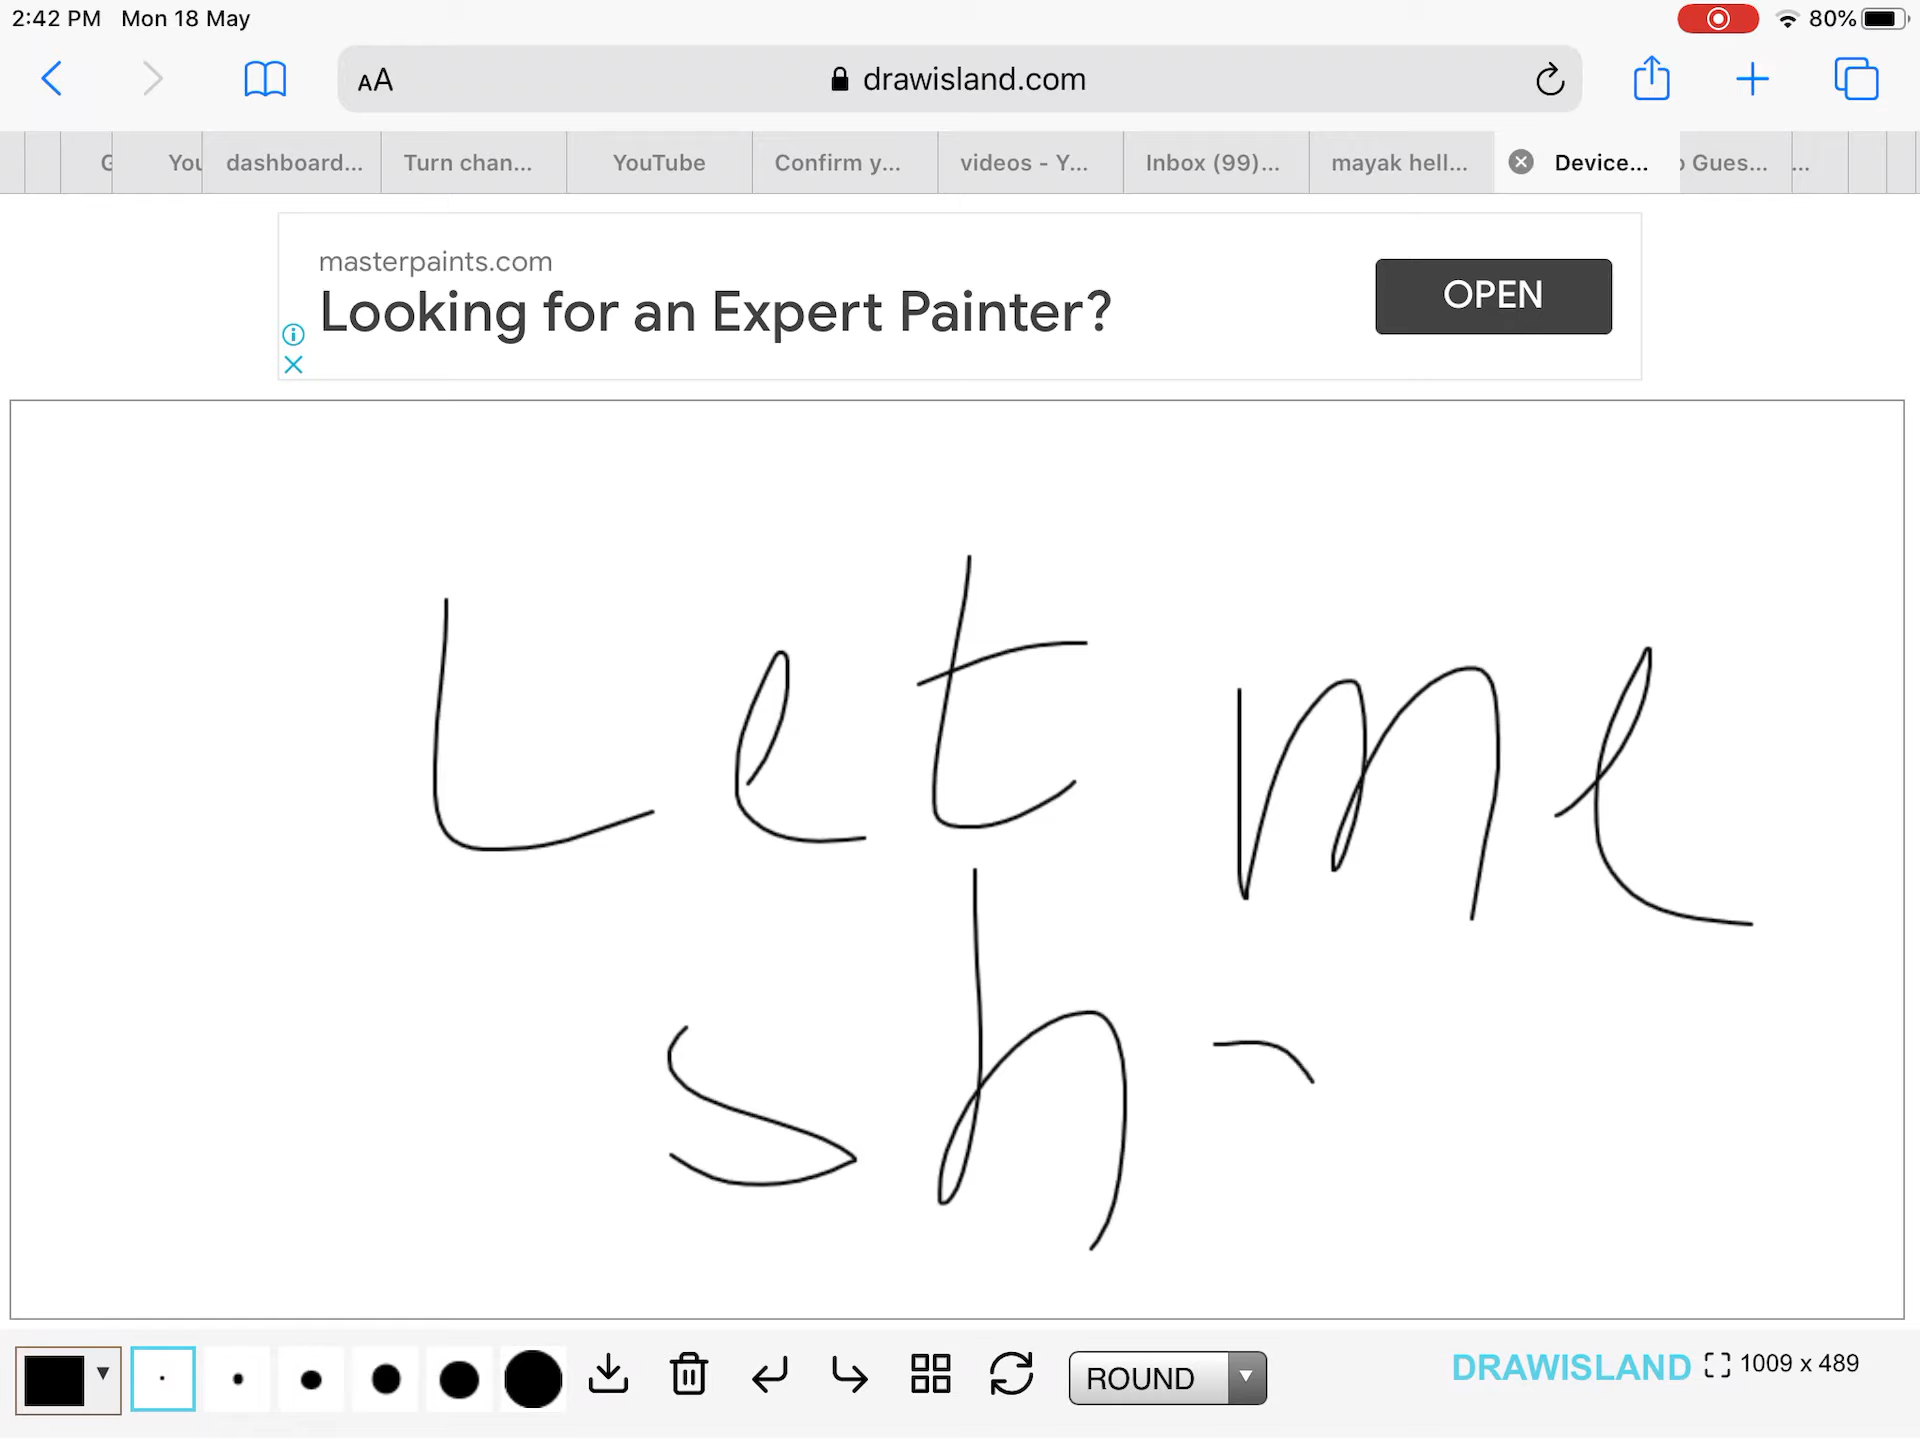 2:42 PM Mon 18 May 80%
AA drawisland.com
You dashboard... Turn chan... YouTube Confirm y... videos - Y... Inbox (99)... mayak hell... Device... Gues... ...
masterpaints.com
Looking for an Expert Painter?
OPEN
Let me
sh
ROUND DRAWISLAND 1009 x 489